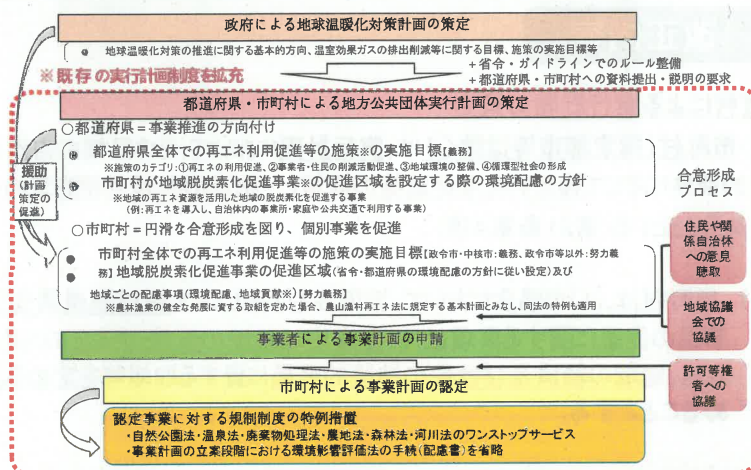 政府による地球温暖化対策計画の策定
● 地球温暖化対策の推進に関する基本的方向、温室効果ガスの排出削減等に関する目標、施策の実施目標等
+省令・ガイドラインでのルール整備
+都道府県・市町村への資料提出・説明の要求
※既存の実行計画制度を拡充
都道府県・市町村による地方公共団体実行計画の策定
援助
(計画
策定の
促進)
○都道府県=事業推進の方向付け
● 都道府県全体での再エネ利用促進等の施策※の実施目標【義務】
※施策のカテゴリ:①再エネの利用促進、②事業者・住民の削減活動促進、③地域環境の整備、④循環型社会の形成
● 市町村が地域脱炭素化促進事業※の促進区域を設定する際の環境配慮の方針
※地域の再エネ資源を活用した地域の脱炭素化を促進する事業
(例:再エネを導入し、自治体内の事業所・家庭や公共交通で利用する事業)
○市町村=円滑な合意形成を図り、個別事業を促進
● 市町村全体での再エネ利用促進等の施策の実施目標【政令市・中核市:義務、政令市等以外:努力義
● 務】地域脱炭素化促進事業の促進区域(省令・都道府県の環境配慮の方針に従い設定)及び
地域ごとの配慮事項(環境配慮、地域貢献※)【努力義務】
※農林漁業の健全な発展に資する取組を定めた場合、農山漁村再エネ法に規定する基本計画とみなし、同法の特例も適用
合意形成
プロセス
住民や関
係自治体
への意見
聴取
地域協議
会での
協議
許可等権
者への
協議
事業者による事業計画の申請
市町村による事業計画の認定
認定事業に対する規制制度の特例措置
・自然公園法・温泉法・廃棄物処理法・農地法・森林法・河川法のワンストップサービス
・事業計画の立案段階における環境影響評価法の手続(配慮書)を省略